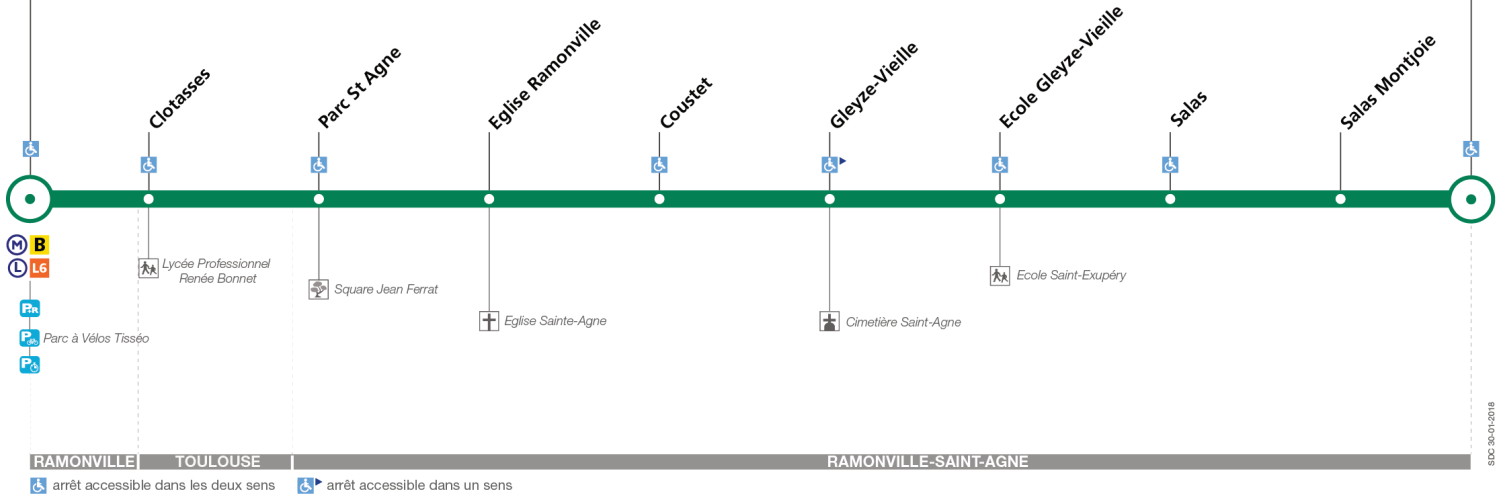 Clotasses
Parc St Agne
Eglise Ramonville
Coustet
Gleyze-Vieille
Ecole Gleyze-Vieille
Salas
Salas Montjoie
M B
L L6
P+R
P
P
Parc à Vélos Tisséo
Lycée Professionnel
Renée Bonnet
Square Jean Ferrat
Eglise Sainte-Agne
Cimetière Saint-Agne
Ecole Saint-Exupéry
SDC 30-01-2018
RAMONVILLE
TOULOUSE
RAMONVILLE-SAINT-AGNE
arrêt accessible dans les deux sens
arrêt accessible dans un sens